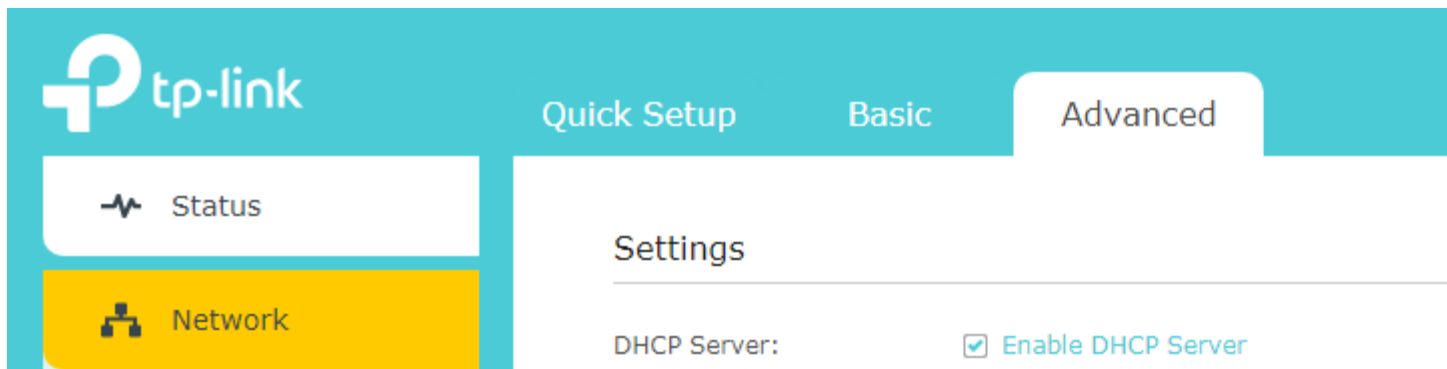 tp-link
Quick Setup Basic Advanced
Status
Settings
Network
DHCP Server: Enable DHCP Server